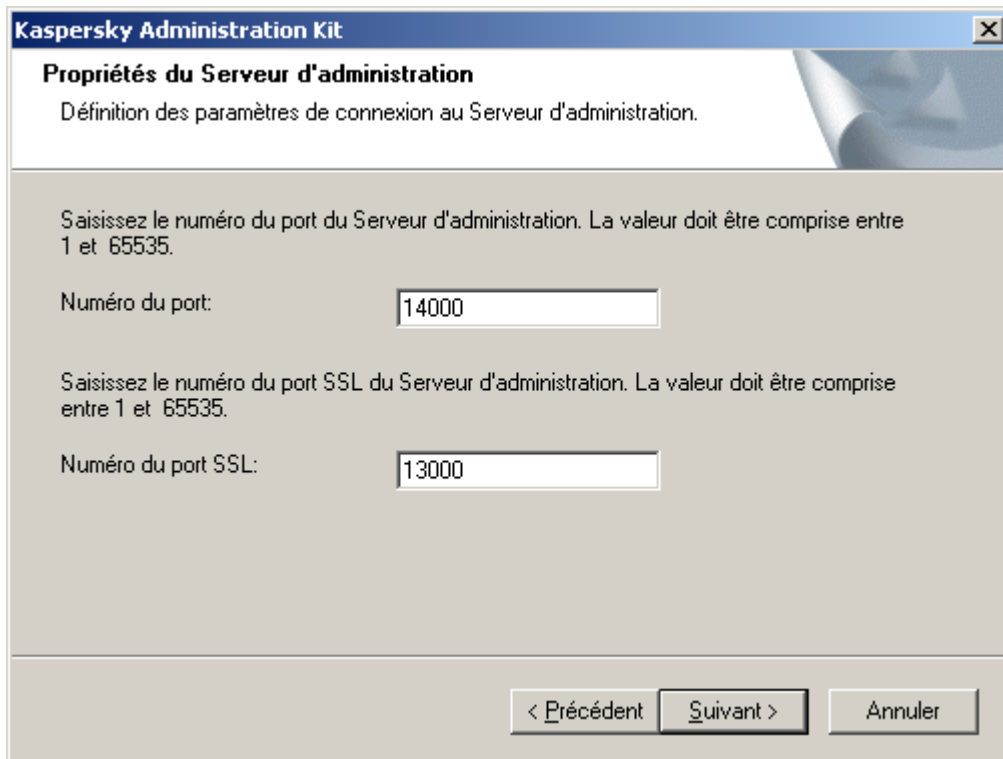 Kaspersky Administration Kit
Propriétés du Serveur d'administration
Définition des paramètres de connexion au Serveur d'administration.
Saisissez le numéro du port du Serveur d'administration. La valeur doit être comprise entre
1 et  65535.
Numéro du port:
14000
Saisissez le numéro du port SSL du Serveur d'administration. La valeur doit être comprise
entre 1 et  65535.
Numéro du port SSL:
13000
< Précédent
Suivant >
Annuler